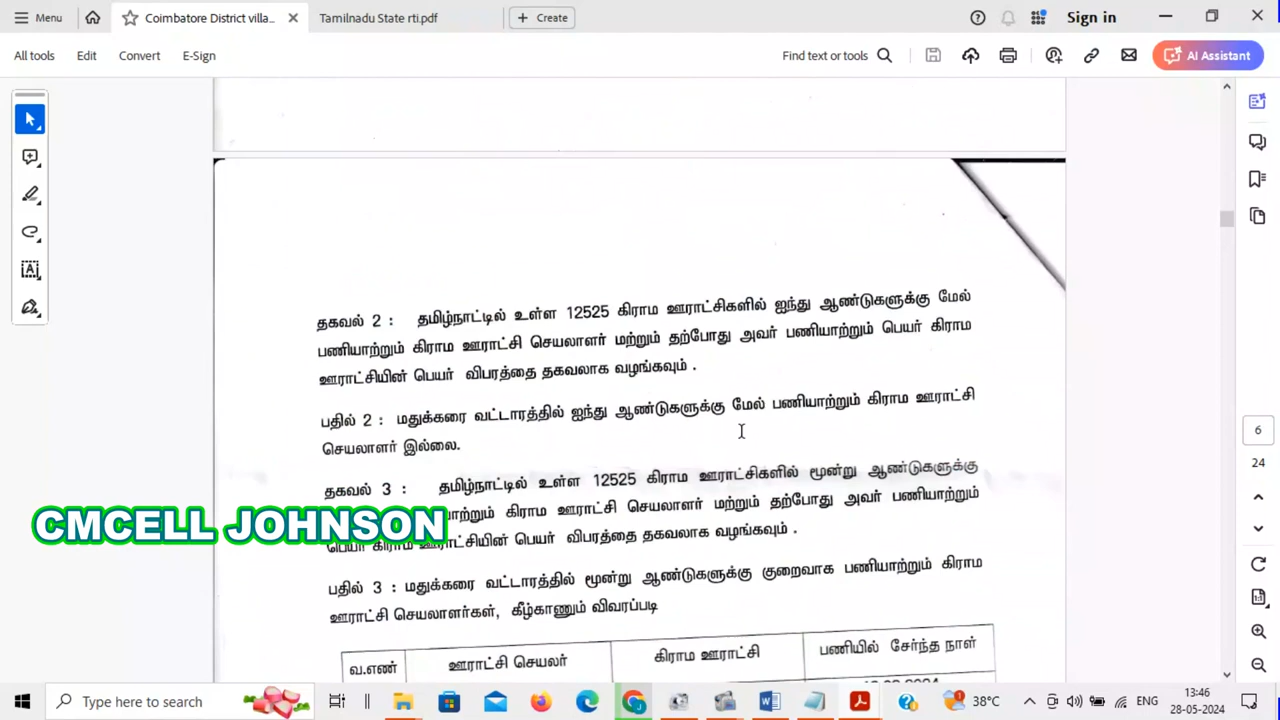 Menu
Coimbatore District villa...
Tamilnadu State rti.pdf
Create
Sign in
All tools
Edit
Convert
E-Sign
Find text or tools
AI Assistant
தகவல் 2 : தமிழ்நாட்டில் உள்ள 12525 கிராம ஊராட்சிகளில் ஐந்து ஆண்டுகளுக்கு மேல்
பணியாற்றும் கிராம ஊராட்சி செயலாளர் மற்றும் தற்போது அவர் பணியாற்றும் பெயர் கிராம
ஊராட்சியின் பெயர் விபரத்தை தகவலாக வழங்கவும் .
பதில் 2 : மதுக்கரை வட்டாரத்தில் ஐந்து ஆண்டுகளுக்கு மேல் பணியாற்றும் கிராம ஊராட்சி
செயலாளர் இல்லை.
தகவல் 3 : தமிழ்நாட்டில் உள்ள 12525 கிராம ஊராட்சிகளில் மூன்று ஆண்டுகளுக்கு
கிராம ஊராட்சி செயலாளர் மற்றும் தற்போது அவர் பணியாற்றும்
CMCELL JOHNSON
பெயர் கிராம ஊராட்சியின் பெயர் விபரத்தை தகவலாக வழங்கவும் .
பதில் 3 : மதுக்கரை வட்டாரத்தில் மூன்று ஆண்டுகளுக்கு குறைவாக பணியாற்றும் கிராம
ஊராட்சி செயலாளர்கள், கீழ்காணும் விவரப்படி
வ.எண் ஊராட்சி செயலர் கிராம ஊராட்சி பணியில் சேர்ந்த நாள்
6
24
Type here to search
38°C
ENG
13:46
28-05-2024